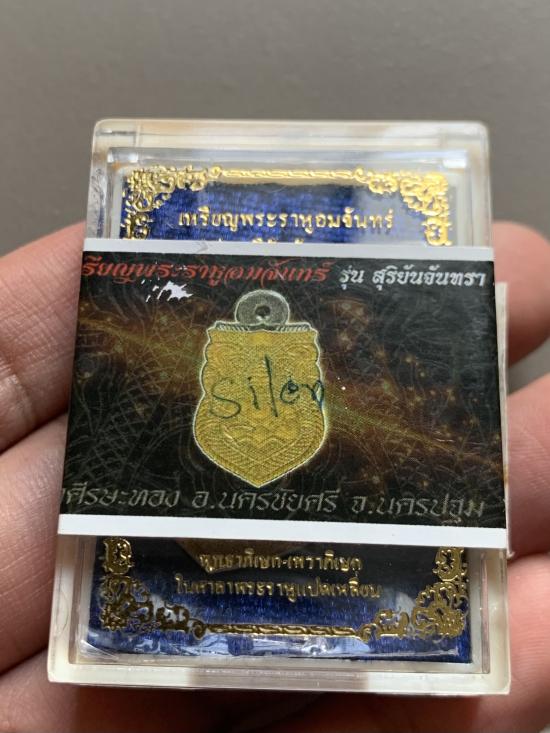 เหรียญพระราหูอมจันทร์
รียญพระราหูอมจันทร์ รุ่น สุริยันจันทรา
Silen
ศีรษะทอง อ.นครชัยศรี จ.นครปฐม
พุทธาภิเษก-เทวาภิเษก
ในศาลาพระราหูแปดเหลี่ยม